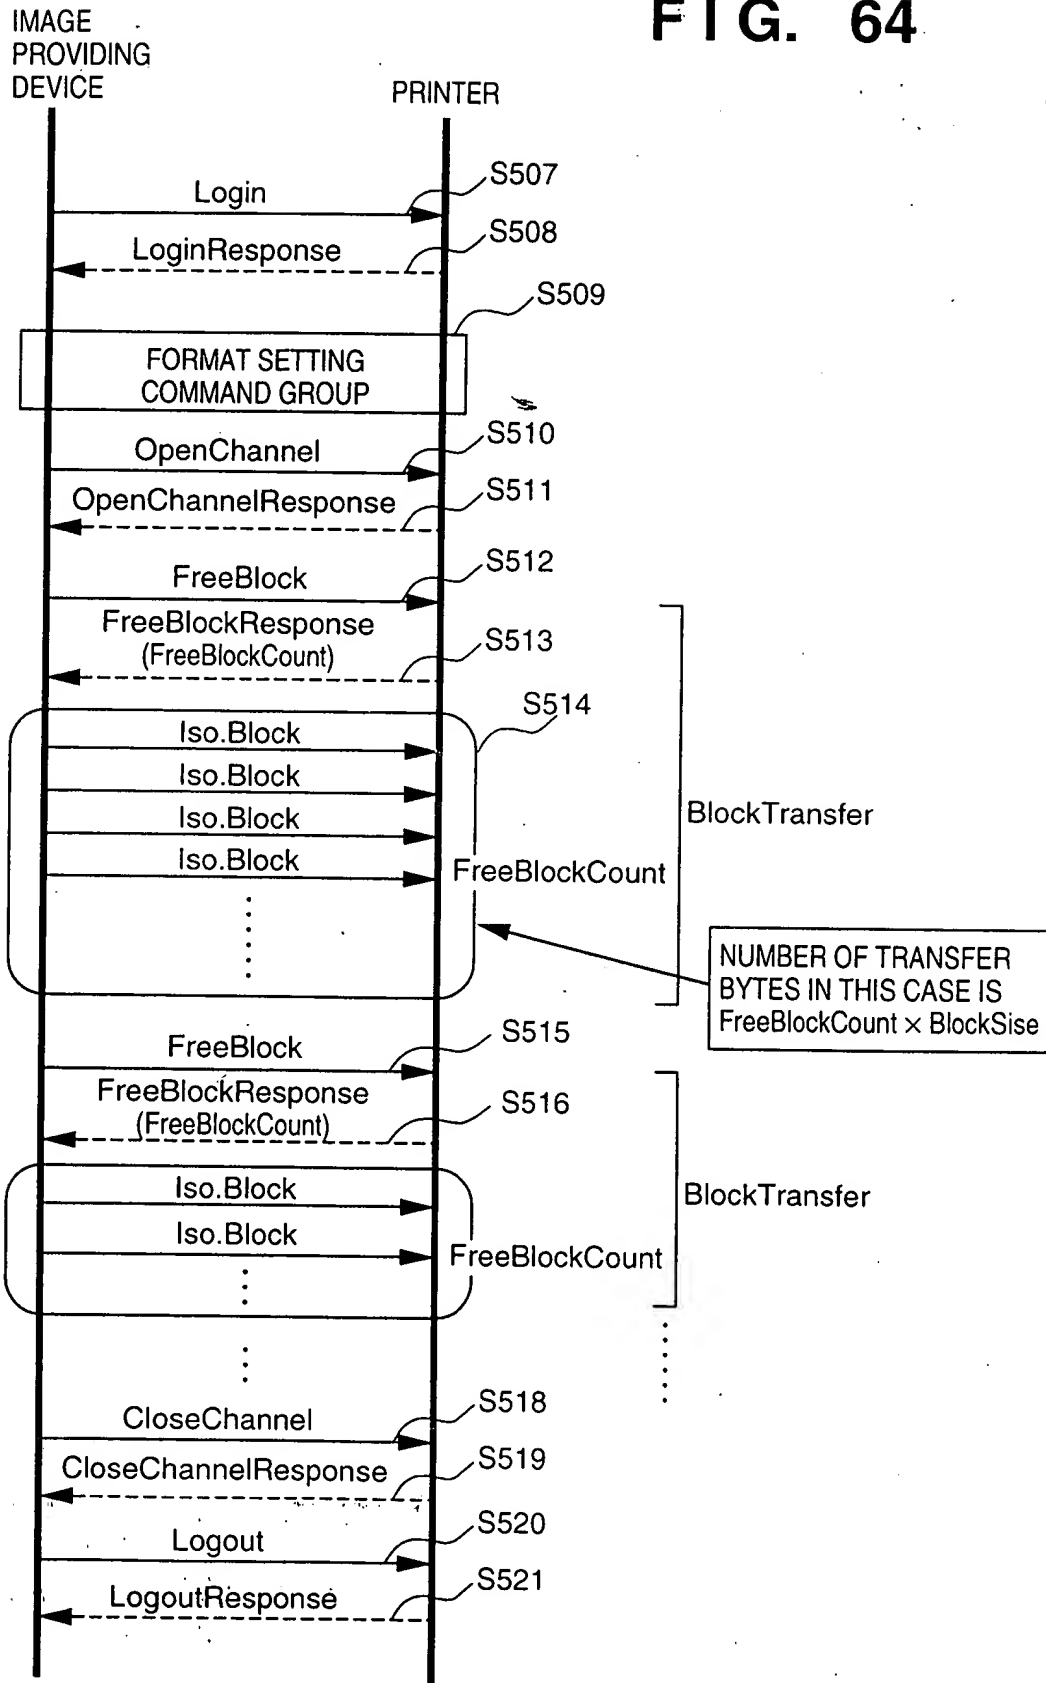 FIG. 64
IMAGE
PROVIDING
DEVICE
PRINTER
Login
S507
LoginResponse
S508
S509
FORMAT SETTING
COMMAND GROUP
OpenChannel
S510
OpenChannelResponse
S511
FreeBlock
S512
FreeBlockResponse
(FreeBlockCount)
S513
S514
Iso.Block
Iso.Block
Iso.Block
Iso.Block
FreeBlockCount
BlockTransfer
NUMBER OF TRANSFER
BYTES IN THIS CASE IS
FreeBlockCount × BlockSise
FreeBlock
S515
FreeBlockResponse
(FreeBlockCount)
S516
Iso.Block
Iso.Block
FreeBlockCount
BlockTransfer
CloseChannel
S518
CloseChannelResponse
S519
Logout
S520
LogoutResponse
S521